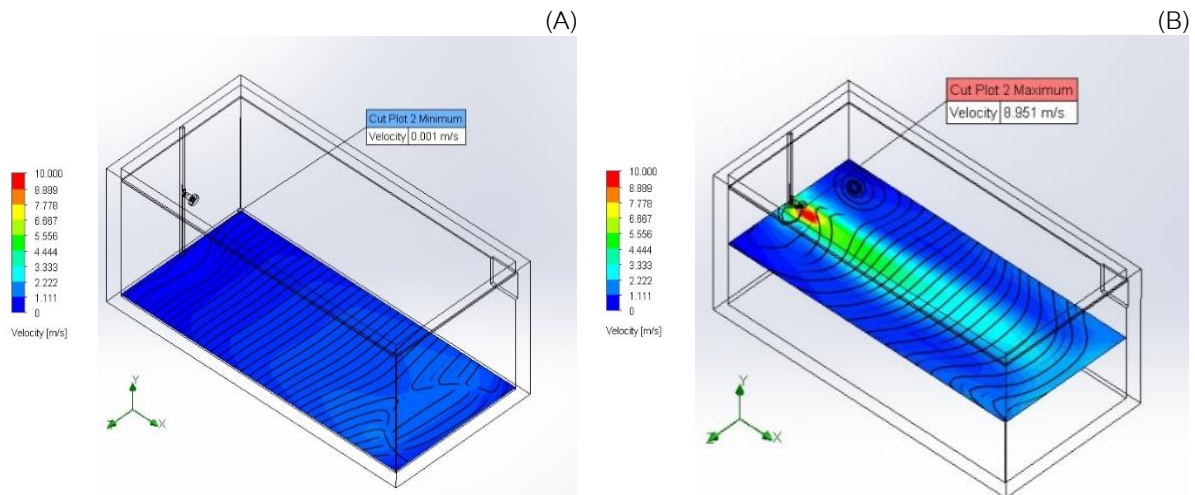 (A)
Cut Plot 2 Minimum
Velocity 0.001 m/s
10.000
8.889
7.778
6.667
5.556
4.444
3.333
2.222
1.111
0
Velocity [m/s]
Y
Z
X
(B)
Cut Plot 2 Maximum
Velocity 8.951 m/s
10.000
8.889
7.778
6.667
5.556
4.444
3.333
2.222
1.111
0
Velocity [m/s]
Y
Z
X